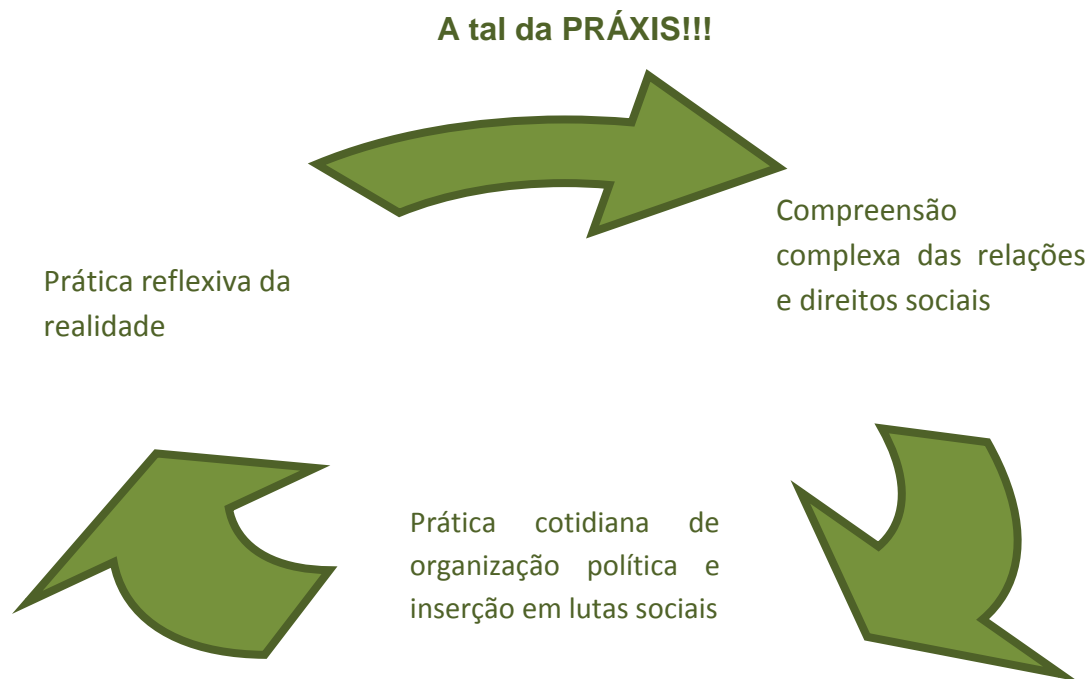 A tal da PRÁXIS!!!
Prática reflexiva da
realidade
Compreensão
complexa das relações
e direitos sociais
Prática cotidiana de
organização política e
inserção em lutas sociais